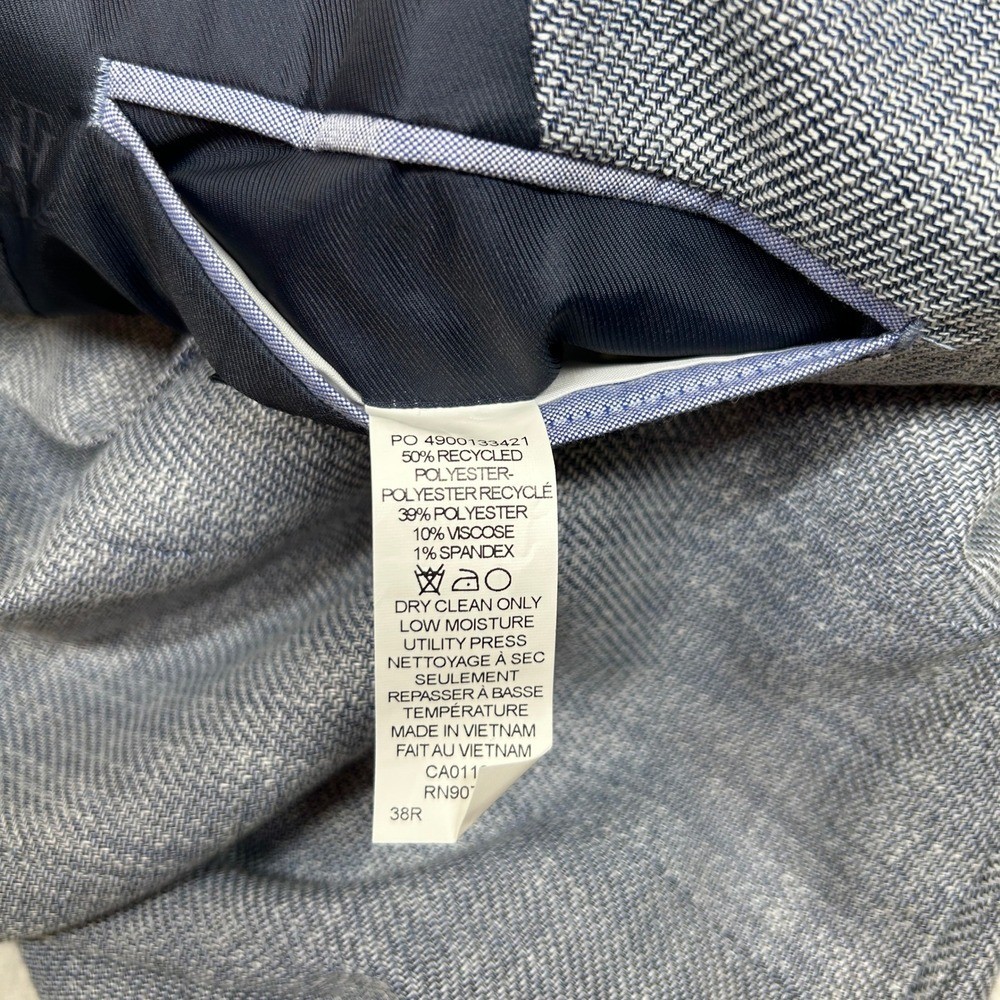 PO 4900133421
50% RECYCLED
POLYESTER-
POLYESTER RECYCLÉ
39% POLYESTER
10% VISCOSE
1% SPANDEX
DRY CLEAN ONLY
LOW MOISTURE
UTILITY PRESS
NETTOYAGE À SEC
SEULEMENT
REPASSER À BASSE
TEMPÉRATURE
MADE IN VIETNAM
FAIT AU VIETNAM
38R